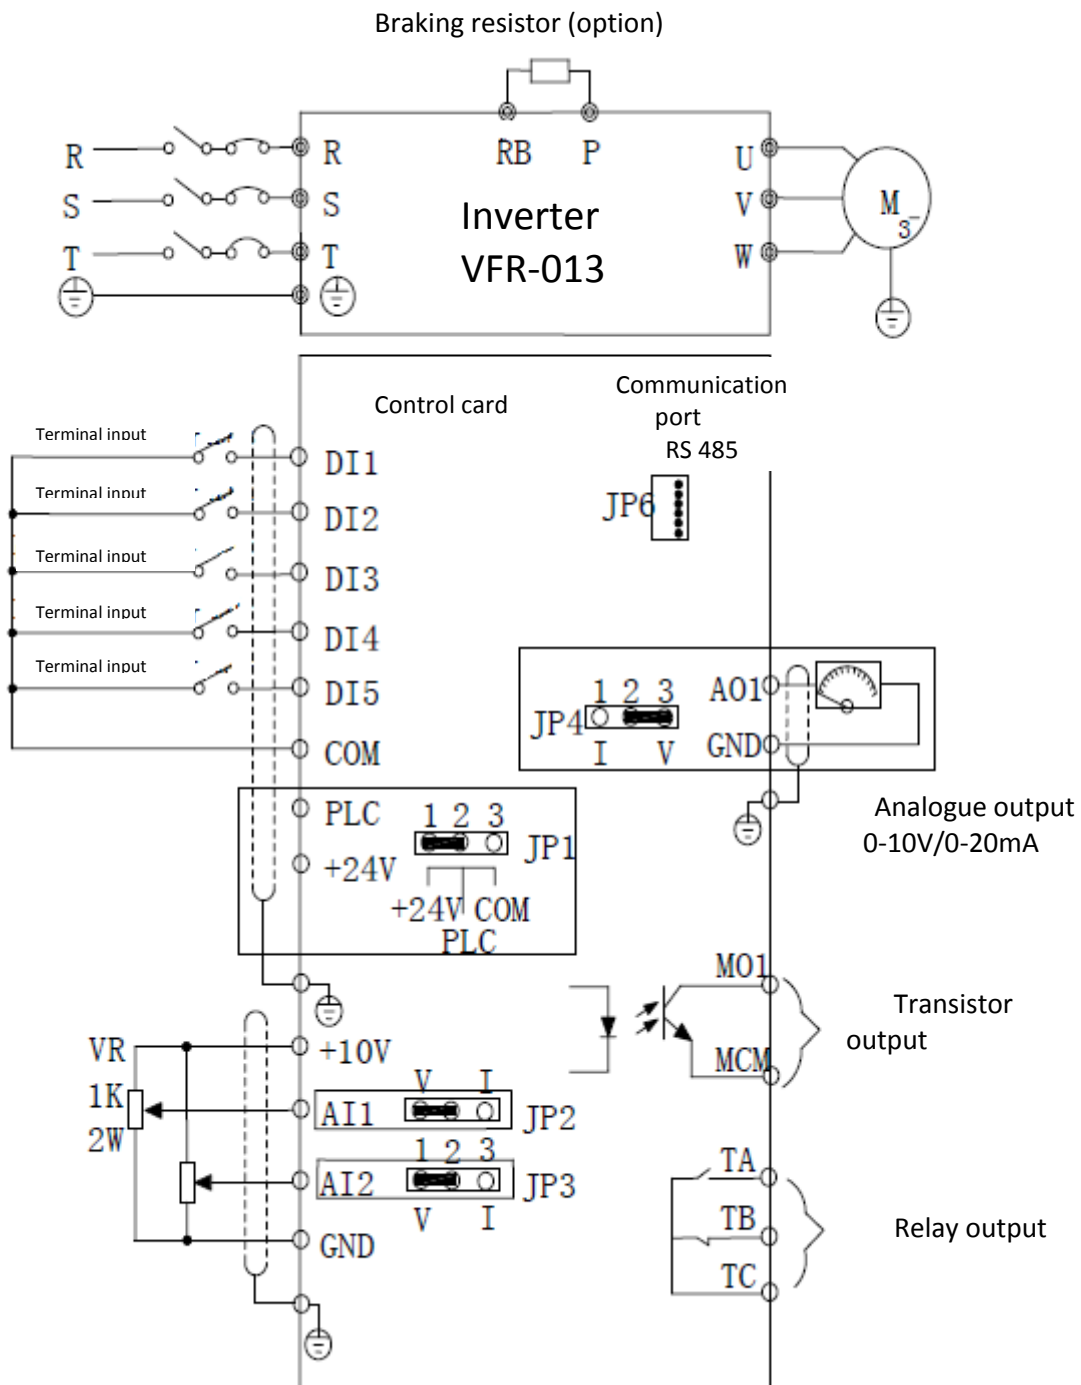 Braking resistor (option)
R
R
RB
P
U
S
S
V
T
T
W
Inverter
VFR-013
M
3~
Control card
Communication
port
RS 485
JP6
Terminal input
DI1
Terminal input
DI2
Terminal input
DI3
Terminal input
DI4
Terminal input
DI5
COM
1 2 3
JP4
I V
AO1
GND
Analogue output
0-10V/0-20mA
PLC
+24V
1 2 3
JP1
+24V COM
PLC
MO1
MCM
Transistor
output
VR
1K
2W
+10V
V I
AI1
JP2
1 2 3
AI2
JP3
V I
GND
TA
TB
TC
Relay output